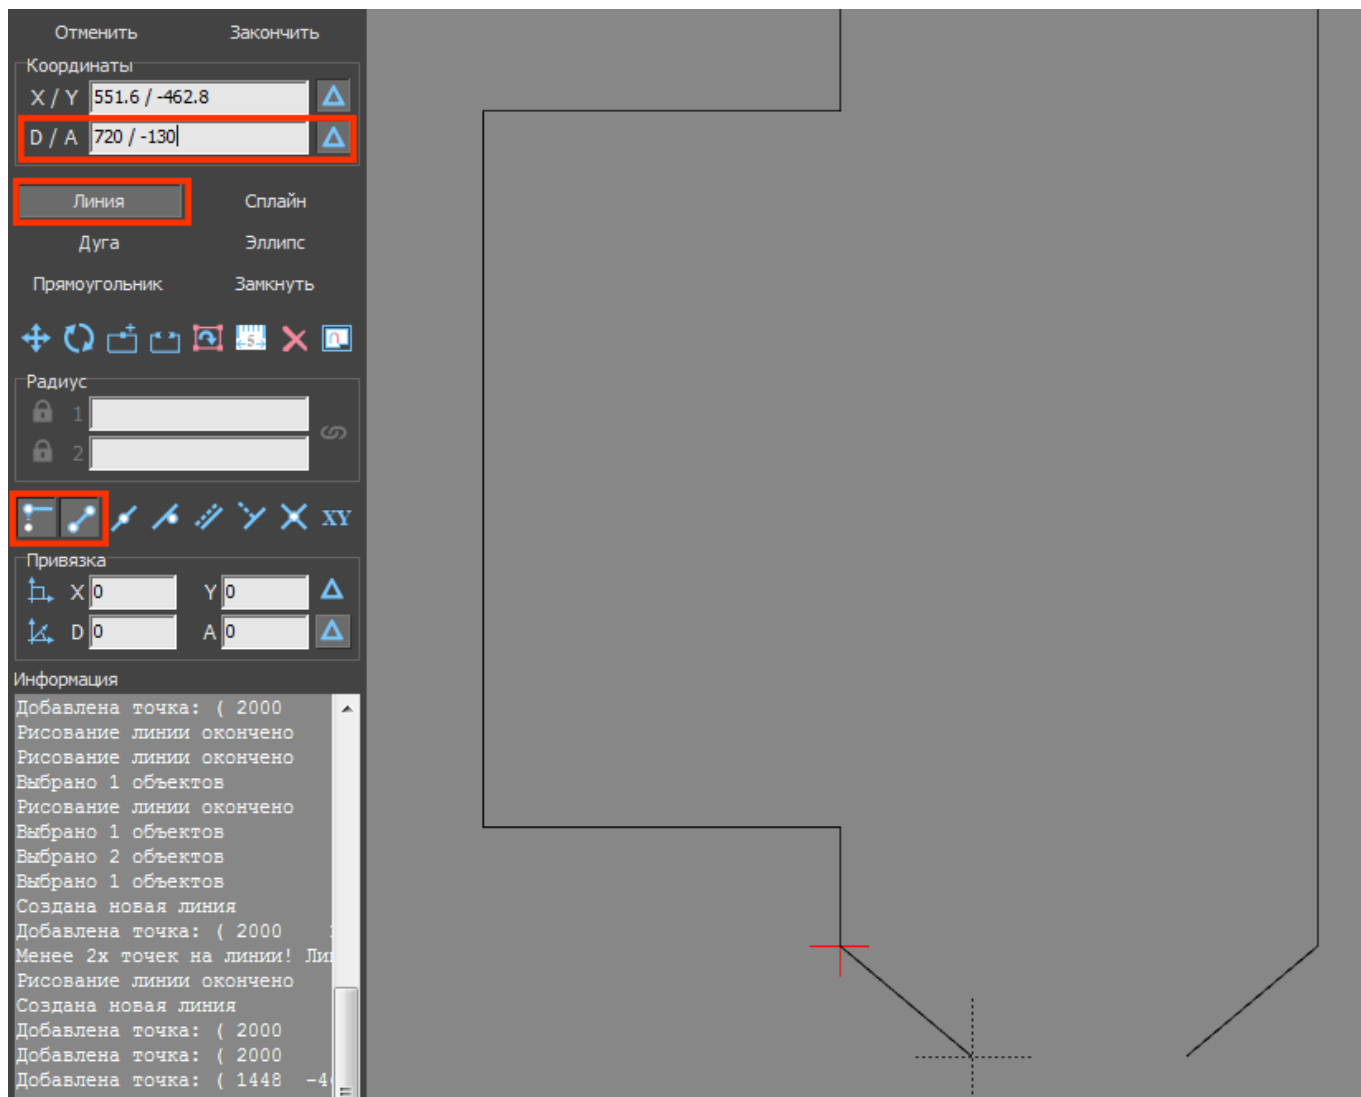 Отменить Закончить
Координаты
X / Y 551.6 / -462.8
D / A 720 / -130
Линия Сплайн
Дуга Эллипс
Прямоугольник Замкнуть
5
Радиус
1
2
XY
Привязка
X 0 Y 0
D 0 A 0
Информация
Добавлена точка: ( 2000
Рисование линии окончено
Рисование линии окончено
Выбрано 1 объектов
Рисование линии окончено
Выбрано 1 объектов
Выбрано 2 объектов
Выбрано 1 объектов
Создана новая линия
Добавлена точка: ( 2000
Менее 2х точек на линии! Ли
Рисование линии окончено
Создана новая линия
Добавлена точка: ( 2000
Добавлена точка: ( 2000
Добавлена точка: ( 1448 -4